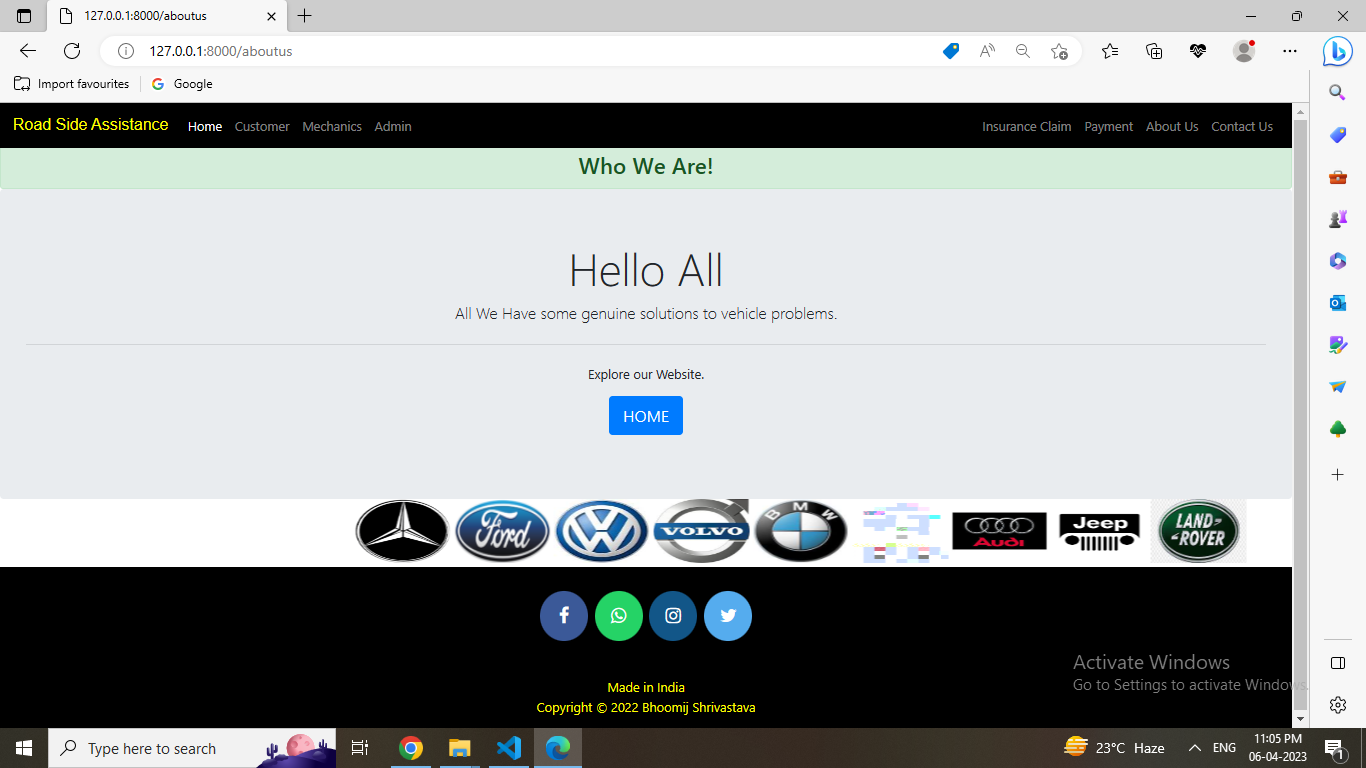 127.0.0.1:8000/aboutus
127.0.0.1:8000/aboutus
Import favourites
Google
Road Side Assistance Home Customer Mechanics Admin Insurance Claim Payment About Us Contact Us
Who We Are!
Hello All
All We Have some genuine solutions to vehicle problems.
Explore our Website.
HOME
Ford
VOLVO
BMW
Audi
Jeep
LAND-
-ROVER
Made in India
Copyright © 2022 Bhoomij Shrivastava
Activate Windows
Go to Settings to activate Windows.
Type here to search
23°C Haze
ENG
11:05 PM
06-04-2023
1